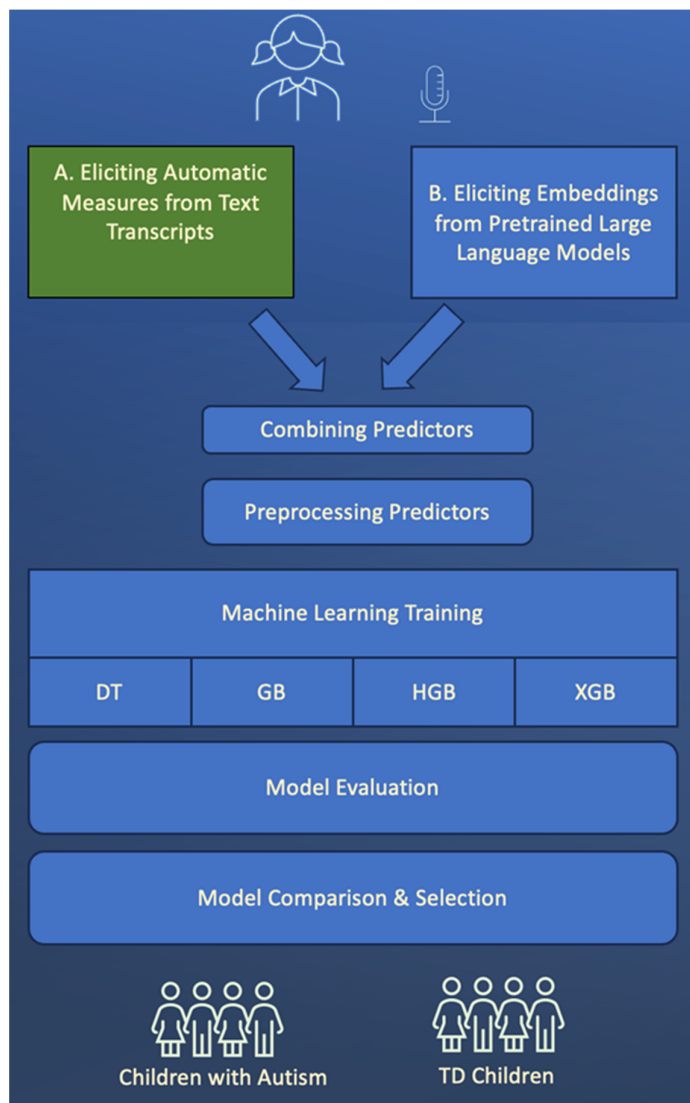 A. Eliciting Automatic
Measures from Text
Transcripts
B. Eliciting Embeddings
from Pretrained Large
Language Models
Combining Predictors
Preprocessing Predictors
Machine Learning Training
DT
GB
HGB
XGB
Model Evaluation
Model Comparison & Selection
Children with Autism
TD Children